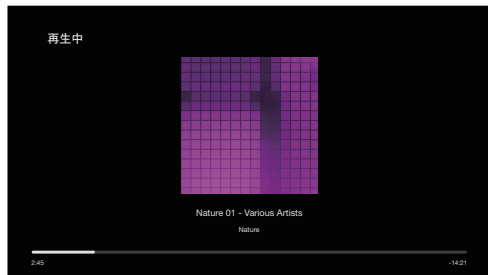 再生中
Nature 01 - Various Artists
Nature
2:45
-14:21